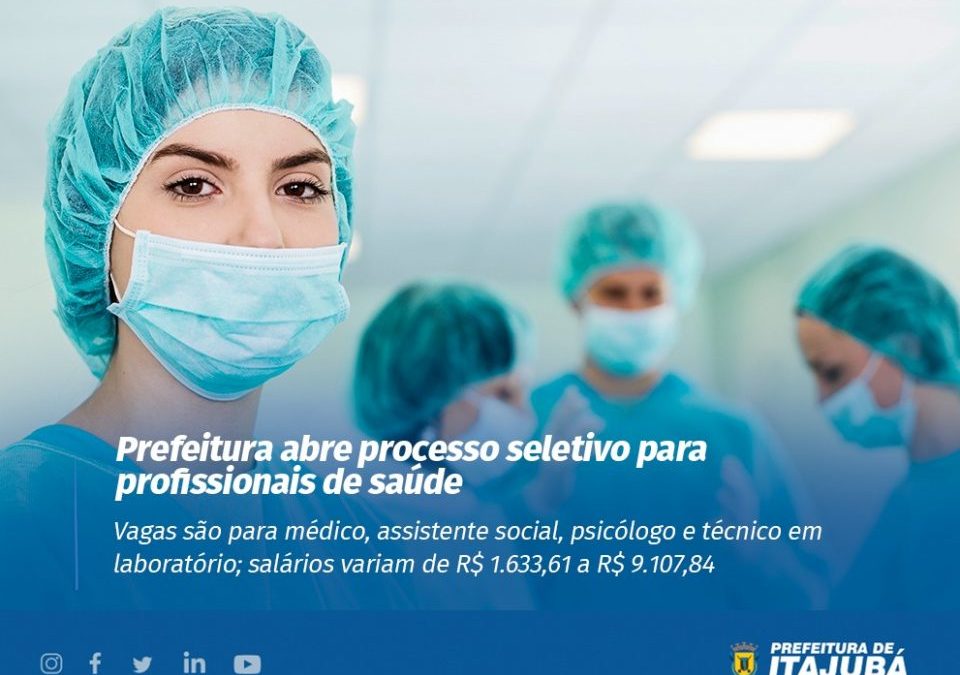 Prefeitura abre processo seletivo para
profissionais de saúde
Vagas são para médico, assistente social, psicólogo e técnico em
laboratório; salários variam de R$ 1.633,61 a R$ 9.107,84
PREFEITURA DE
ITAJUBÁ